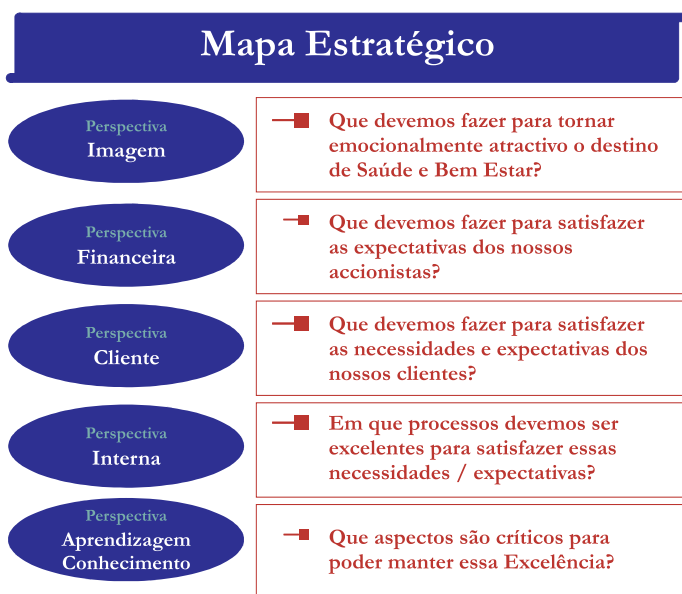 Mapa Estratégico
Perspectiva
Imagem
Que devemos fazer para tornar
emocionalmente atractivo o destino
de Saúde e Bem Estar?
Perspectiva
Financeira
Que devemos fazer para satisfazer
as expectativas dos nossos
accionistas?
Perspectiva
Cliente
Que devemos fazer para satisfazer
as necessidades e expectativas dos
nossos clientes?
Perspectiva
Interna
Em que processos devemos ser
excelentes para satisfazer essas
necessidades / expectativas?
Perspectiva
Aprendizagem
Conhecimento
Que aspectos são críticos para
poder manter essa Excelência?